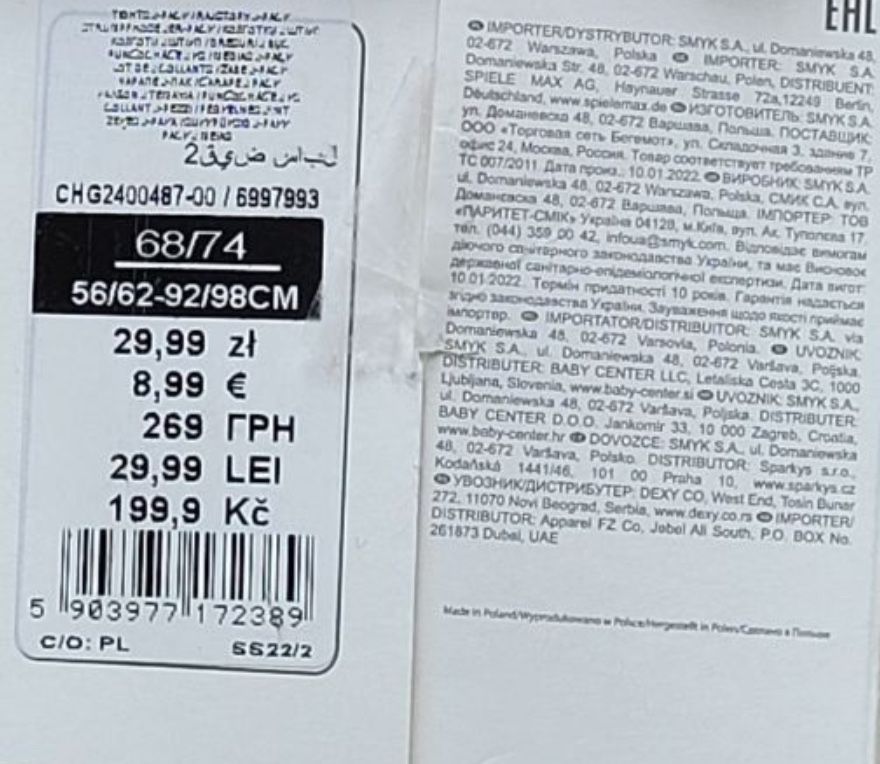 لباس ضيق2
CHG2400487-00 / 6997993
68/74
56/62-92/98CM
29,99 zł
8,99 €
269 ГРН
29,99 LEI
199,9 Kč
5 903977 172389
C/O: PL SS22/2
EAC
IMPORTER/DYSTRYBUTOR: SMYK S.A., ul. Domaniewska 48,
02-672 Warszawa, Polska IMPORTER: SMYK S.A.
Domaniewska Str. 48, 02-672 Warschau, Polen, DISTRIBUENT:
SPIELE MAX AG, Haynauer Strasse 72a,12249 Berlin,
Deutschland, www.spielemax.de ИЗГОТОВИТЕЛЬ: SMYK S.A.
ул. Домановска 48, 02-672 Варшава, Польша. ПОСТАВЩИК:
ООО «Торговая сеть Бегемот», ул. Складочная 3, здание 7,
офис 24, Москва, Россия. Товар соответствует требованиям ТР
ТС 007/2011. Дата произ.: 10.01.2022. ВИРОБНИК: SMYK S.A.
ul. Domaniewska 48, 02-672 Warszawa, Polska, СМИК С.А. вул.
Доманевска 48, 02-672 Варшава, Польща. ІМПОРТЕР: ТОВ
«ПАРИТЕТ-СМІК» Україна 04128, м.Київ, вул. Ак. Туполєва 17,
тел. (044) 359 00 42, infoua@smyk.com. Відповідає вимогам
діючого санітарного законодавства України, та має Висновок
державної санітарно-епідеміологічної експертизи. Дата вигот:
10.01.2022. Термін придатності 10 років. Гарантія надається
згідно законодавства України. Зауваження щодо якості приймає
імпортер. IMPORTATOR/DISTRIBUITOR: SMYK S.A. via
Domaniewska 48, 02-672 Varsovia, Polonia. UVOZNIK:
SMYK S.A., ul. Domaniewska 48, 02-672 Varšava, Poljska.
DISTRIBUTER: BABY CENTER LLC, Letališka Cesta 3C, 1000
Ljubljana, Slovenia, www.baby-center.si UVOZNIK: SMYK S.A.,
ul. Domaniewska 48, 02-672 Varšava, Poljska. DISTRIBUTER:
BABY CENTER D.O.O. Jankomir 33, 10 000 Zagreb, Croatia,
www.baby-center.hr DOVOZCE: SMYK S.A., ul. Domaniewska
48, 02-672 Varšava, Polsko. DISTRIBUTOR: Sparkys s.r.o.,
Kodaňská 1441/46, 101 00 Praha 10, www.sparkys.cz
УВОЗНИК/ДИСТРИБУТЕР: DEXY CO, West End, Tosin Bunar
272, 11070 Novi Beograd, Serbia, www.dexy.co.rs IMPORTER/
DISTRIBUTOR: Apparel FZ Co, Jebel Ali South, P.O. BOX No.
261873 Dubai, UAE
Made in Poland/Wyprodukowano w Polsce/Hergestellt in Polen/Сделано в Польше